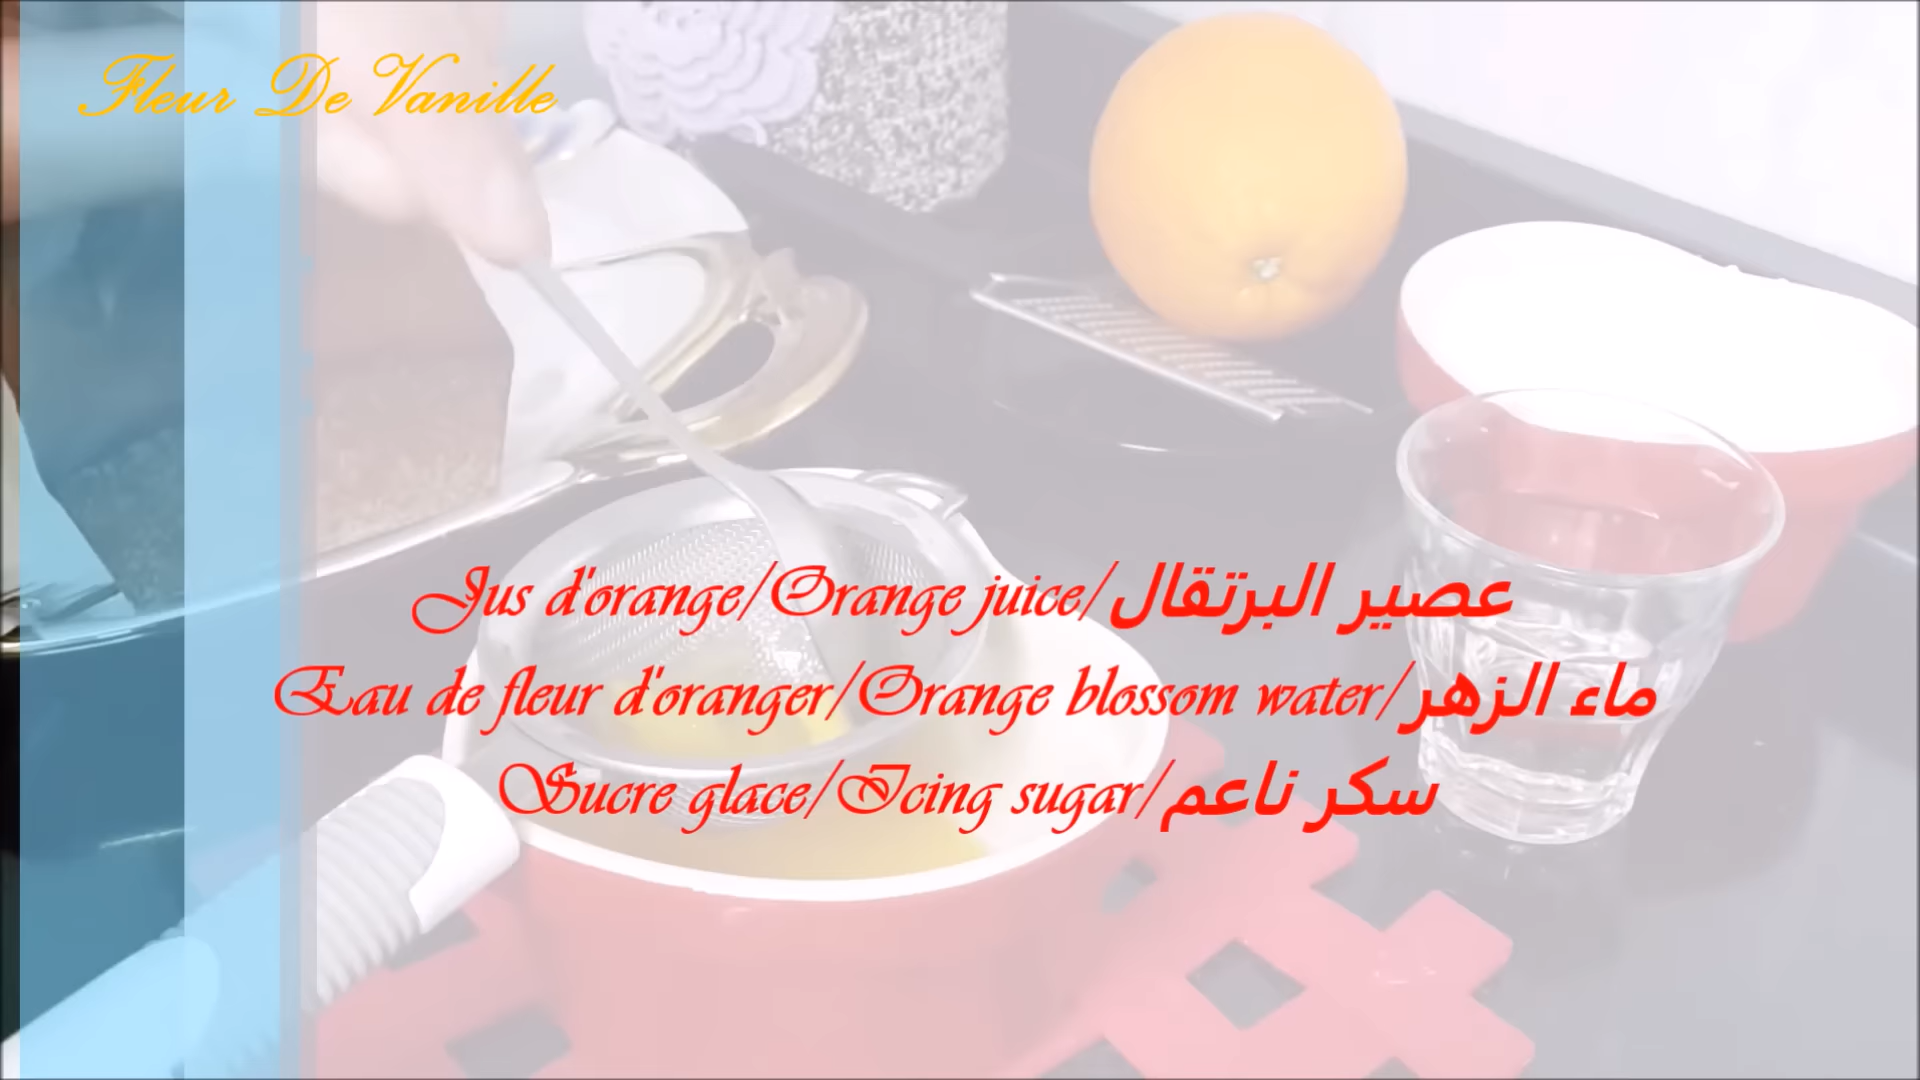 Fleur De Vanille
Jus d'orange/Orange juice/عصير البرتقال
Eau de fleur d'oranger/Orange blossom water/ماء الزهر
Sucre glace/Icing sugar/سكر ناعم